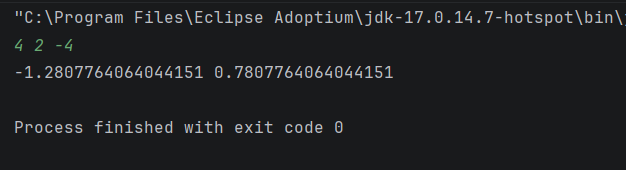 "C:\Program Files\Eclipse Adoptium\jdk-17.0.14.7-hotspot\bin\
4 2 -4
-1.2807764064044151 0.7807764064044151
Process finished with exit code 0